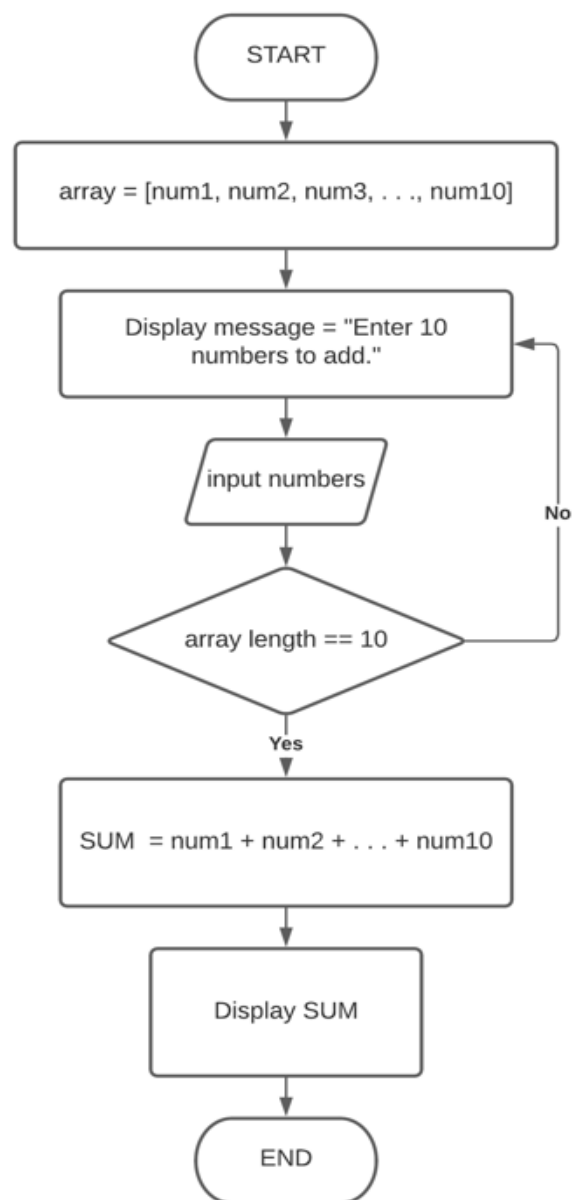 START
array = [num1, num2, num3, . . ., num10]
Display message = "Enter 10
numbers to add."
input numbers
No
array length == 10
Yes
SUM  = num1 + num2 + . . . + num10
Display SUM
END